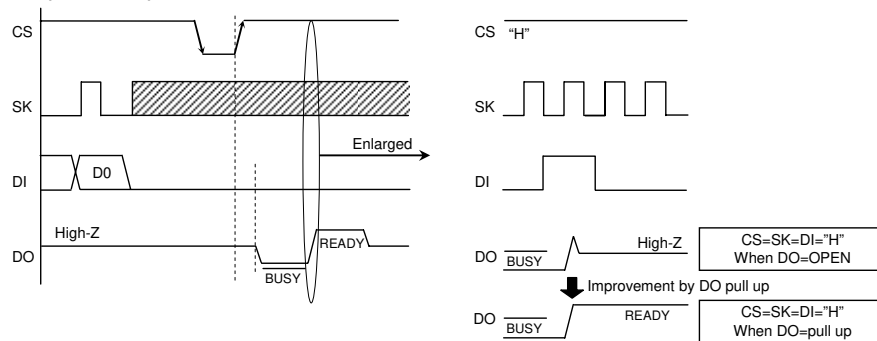 CS
SK
DI
D0
Enlarged
High-Z
DO
BUSY
READY
CS
“H”
SK
DI
DO
BUSY
High-Z
CS=SK=DI=”H”
When DO=OPEN
Improvement by DO pull up
DO
BUSY
READY
CS=SK=DI=”H”
When DO=pull up